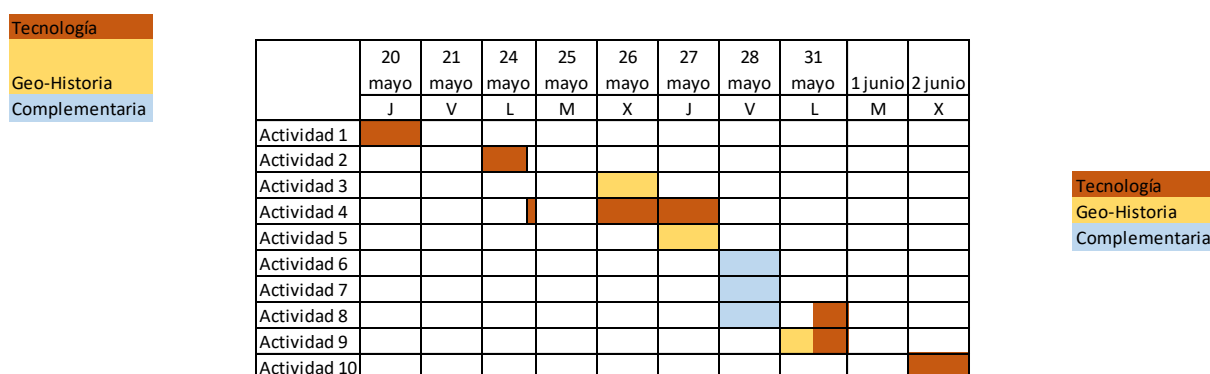 Tecnología
Geo-Historia
Complementaria
20 mayo 21 mayo 24 mayo 25 mayo 26 mayo 27 mayo 28 mayo 31 mayo 1 junio 2 junio
J V L M X J V L M X
Actividad 1
Actividad 2
Actividad 3
Actividad 4
Actividad 5
Actividad 6
Actividad 7
Actividad 8
Actividad 9
Actividad 10
Tecnología
Geo-Historia
Complementaria